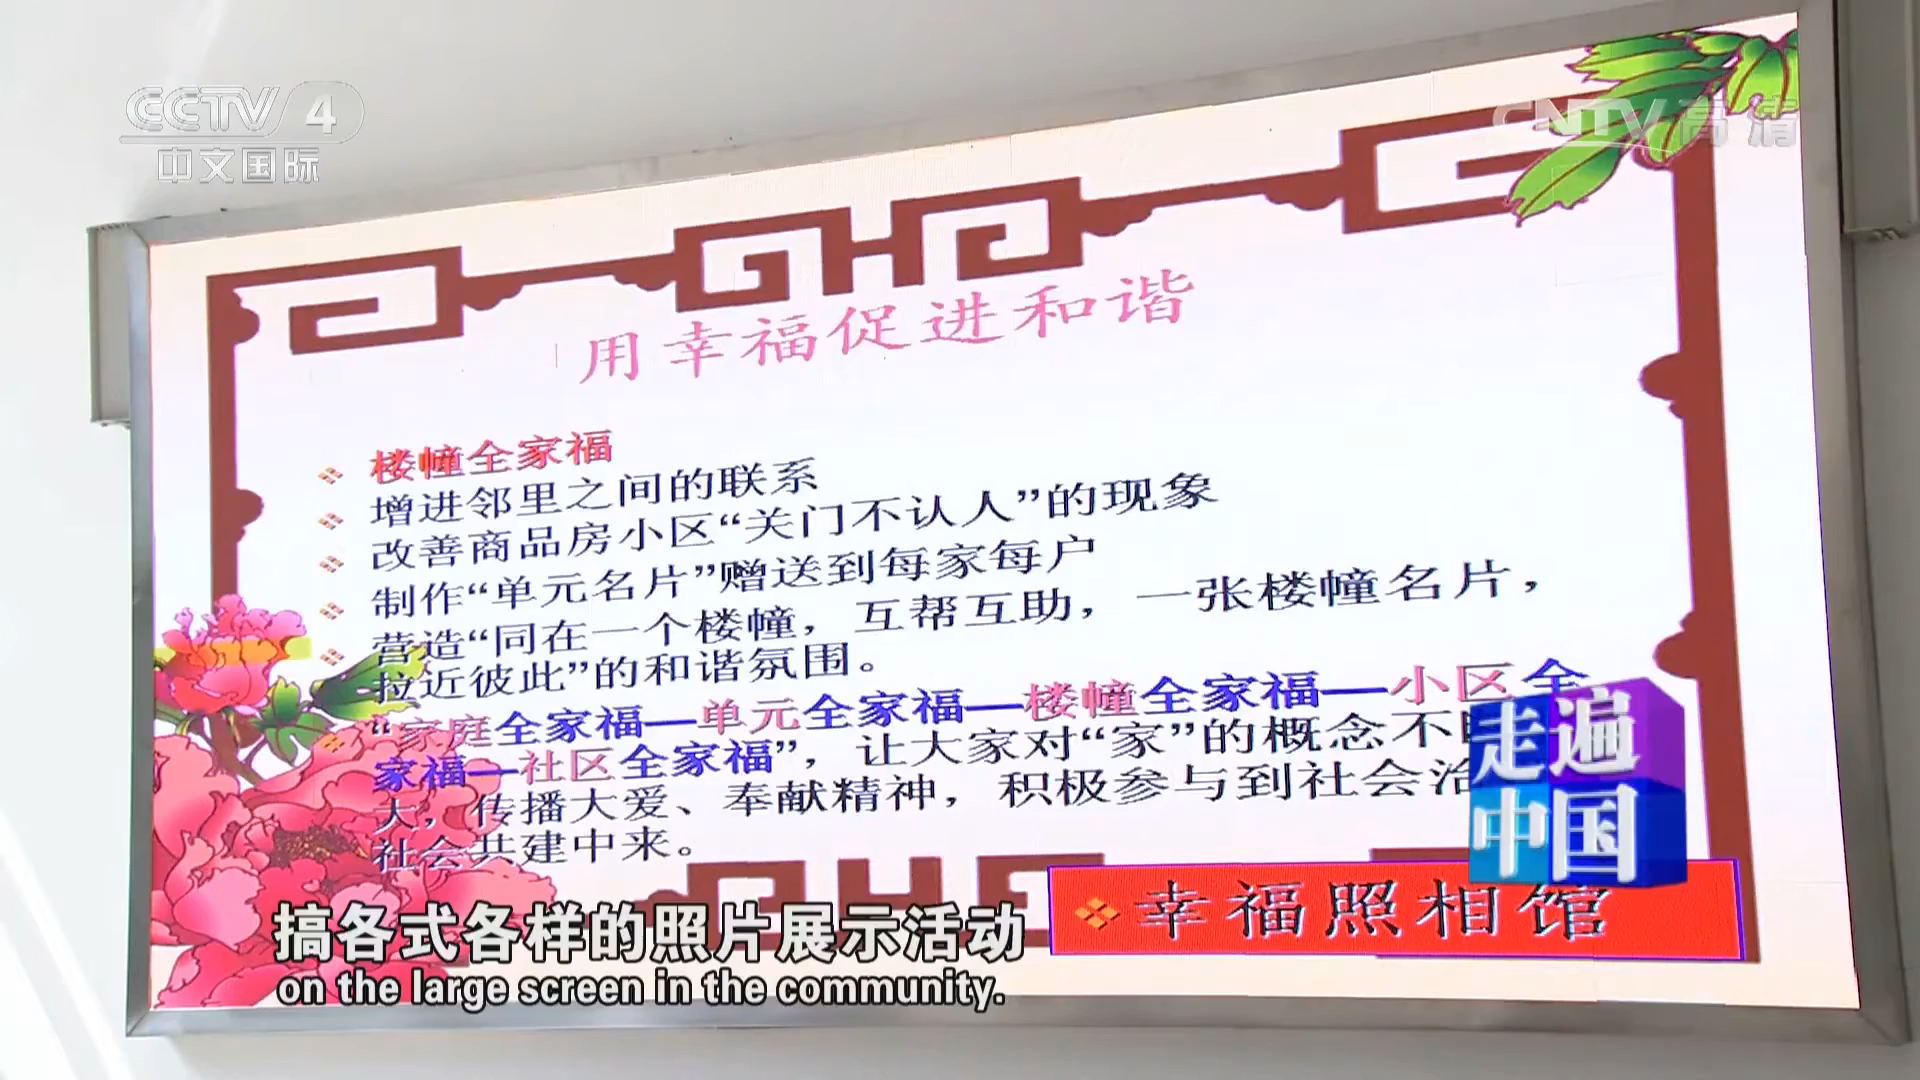 CCTV 4
中文国际
CNTV 高清
用幸福促进和谐
楼幢全家福
增进邻里之间的联系
改善商品房小区“关门不认人”的现象
制作“单元名片”赠送到每家每户
营造“同在一个楼幢，互帮互助，一张楼幢名片，
拉近彼此”的和谐氛围。
“家庭全家福—单元全家福—楼幢全家福—小区全
家福—社区全家福”，让大家对“家”的概念不
大，传播大爱、奉献精神，积极参与到社会治
社会共建中来。
走遍
中国
幸福照相馆
搞各式各样的照片展示活动
on the large screen in the community.